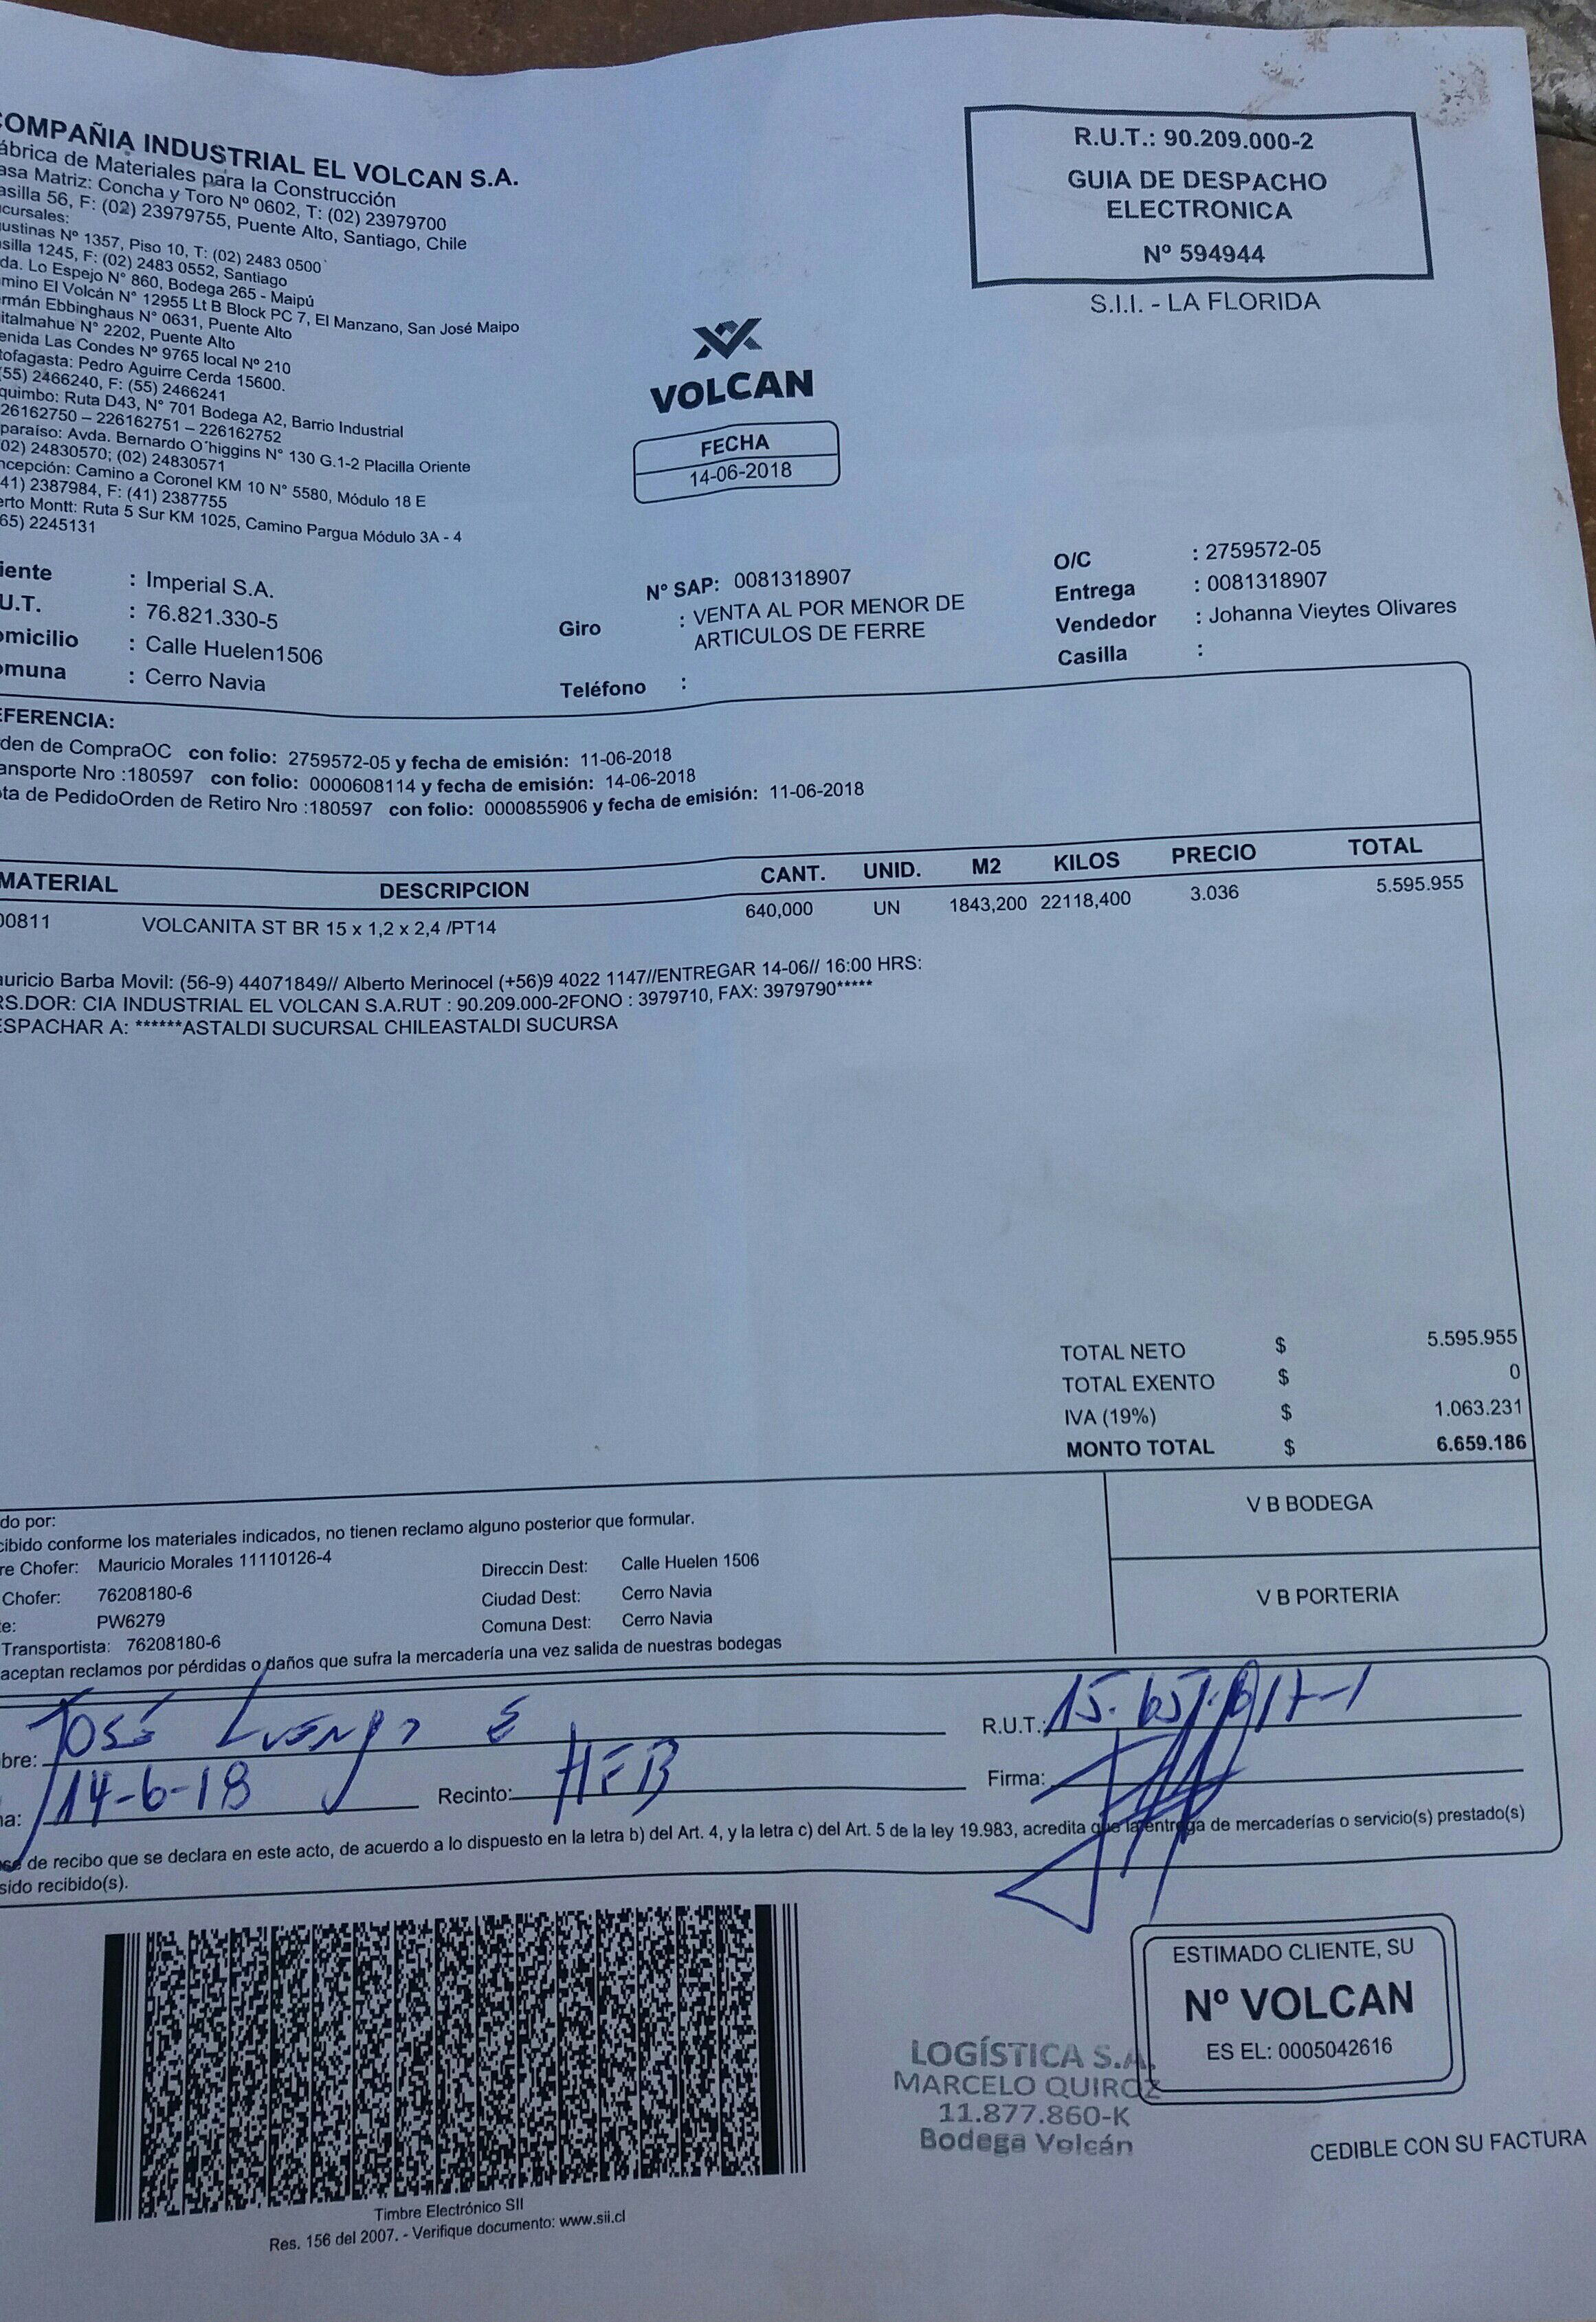 COMPAÑIA INDUSTRIAL EL VOLCAN S.A.
ábrica de Materiales para la Construcción
asa Matriz: Concha y Toro Nº 0602, T: (02) 23979700
asilla 56, F: (02) 23979755, Puente Alto, Santiago, Chile
cursales:
ustinas Nº 1357, Piso 10, T: (02) 2483 0500
silla 1245, F: (02) 2483 0552, Santiago
da. Lo Espejo N° 860, Bodega 265 - Maipú
mino El Volcán N° 12955 Lt B Block PC 7, El Manzano, San José Maipo
rmán Ebbinghaus N° 0631, Puente Alto
italmahue N° 2202, Puente Alto
enida Las Condes Nº 9765 local Nº 210
tofagasta: Pedro Aguirre Cerda 15600.
(55) 2466240, F: (55) 2466241
quimbo: Ruta D43, N° 701 Bodega A2, Barrio Industrial
26162750 – 226162751 – 226162752
paraiso: Avda. Bernardo O´higgins N° 130 G.1-2 Placilla Oriente
02) 24830570; (02) 24830571
ncepción: Camino a Coronel KM 10 N° 5580, Módulo 18 E
41) 2387984, F: (41) 2387755
erto Montt: Ruta 5 Sur KM 1025, Camino Pargua Módulo 3A - 4
65) 2245131
R.U.T.: 90.209.000-2
GUIA DE DESPACHO
ELECTRONICA
Nº 594944
S.I.I. - LA FLORIDA
VOLCAN
FECHA
14-06-2018
iente : Imperial S.A.
U.T. : 76.821.330-5
omicilio : Calle Huelen1506
omuna : Cerro Navia
Nº SAP: 0081318907
Giro : VENTA AL POR MENOR DE
ARTICULOS DE FERRE
Teléfono :
O/C : 2759572-05
Entrega : 0081318907
Vendedor : Johanna Vieytes Olivares
Casilla :
EFERENCIA:
den de CompraOC con folio: 2759572-05 y fecha de emisión: 11-06-2018
ansporte Nro :180597 con folio: 0000608114 y fecha de emisión: 14-06-2018
ota de PedidoOrden de Retiro Nro :180597 con folio: 0000855906 y fecha de emisión: 11-06-2018
MATERIAL DESCRIPCION CANT. UNID. M2 KILOS PRECIO TOTAL
00811 VOLCANITA ST BR 15 x 1,2 x 2,4 /PT14 640,000 UN 1843,200 22118,400 3.036 5.595.955
auricio Barba Movil: (56-9) 44071849// Alberto Merinocel (+56)9 4022 1147//ENTREGAR 14-06// 16:00 HRS:
RS.DOR: CIA INDUSTRIAL EL VOLCAN S.A.RUT : 90.209.000-2FONO : 3979710, FAX: 3979790*****
ESPACHAR A: ******ASTALDI SUCURSAL CHILEASTALDI SUCURSA
TOTAL NETO $ 5.595.955
TOTAL EXENTO $ 0
IVA (19%) $ 1.063.231
MONTO TOTAL $ 6.659.186
do por:
cibido conforme los materiales indicados, no tienen reclamo alguno posterior que formular.
re Chofer: Mauricio Morales 11110126-4
Chofer: 76208180-6
te: PW6279
Transportista: 76208180-6
Direccin Dest: Calle Huelen 1506
Ciudad Dest: Cerro Navia
Comuna Dest: Cerro Navia
aceptan reclamos por pérdidas o daños que sufra la mercadería una vez salida de nuestras bodegas
V B BODEGA
V B PORTERIA
bre: José Luengo E
R.U.T.:
na: 14-6-18 Recinto: HFB Firma:
se de recibo que se declara en este acto, de acuerdo a lo dispuesto en la letra b) del Art. 4, y la letra c) del Art. 5 de la ley 19.983, acredita que la entrega de mercaderías o servicio(s) prestado(s)
sido recibido(s).
Timbre Electrónico SII
Res. 156 del 2007. - Verifique documento: www.sii.cl
LOGÍSTICA S.A.
MARCELO QUIROZ
11.877.860-K
Bodega Volcán
ESTIMADO CLIENTE, SU
Nº VOLCAN
ES EL: 0005042616
CEDIBLE CON SU FACTURA